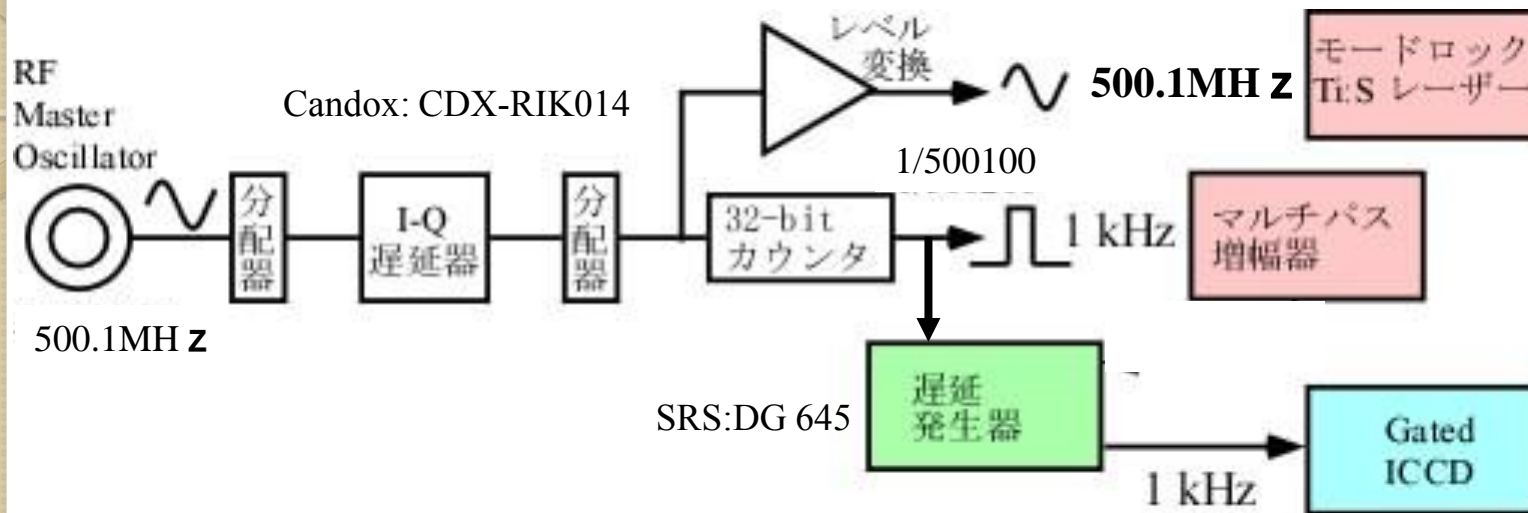 RF
Master
Oscillator
500.1MHz
Candox: CDX-RIK014
分配器
I-Q
遅延器
分配器
レベル
変換
500.1MHz
モードロック
Ti:S レーザー
1/500100
32-bit
カウンタ
1 kHz
マルチパス
増幅器
SRS:DG 645
遅延
発生器
1 kHz
Gated
ICCD